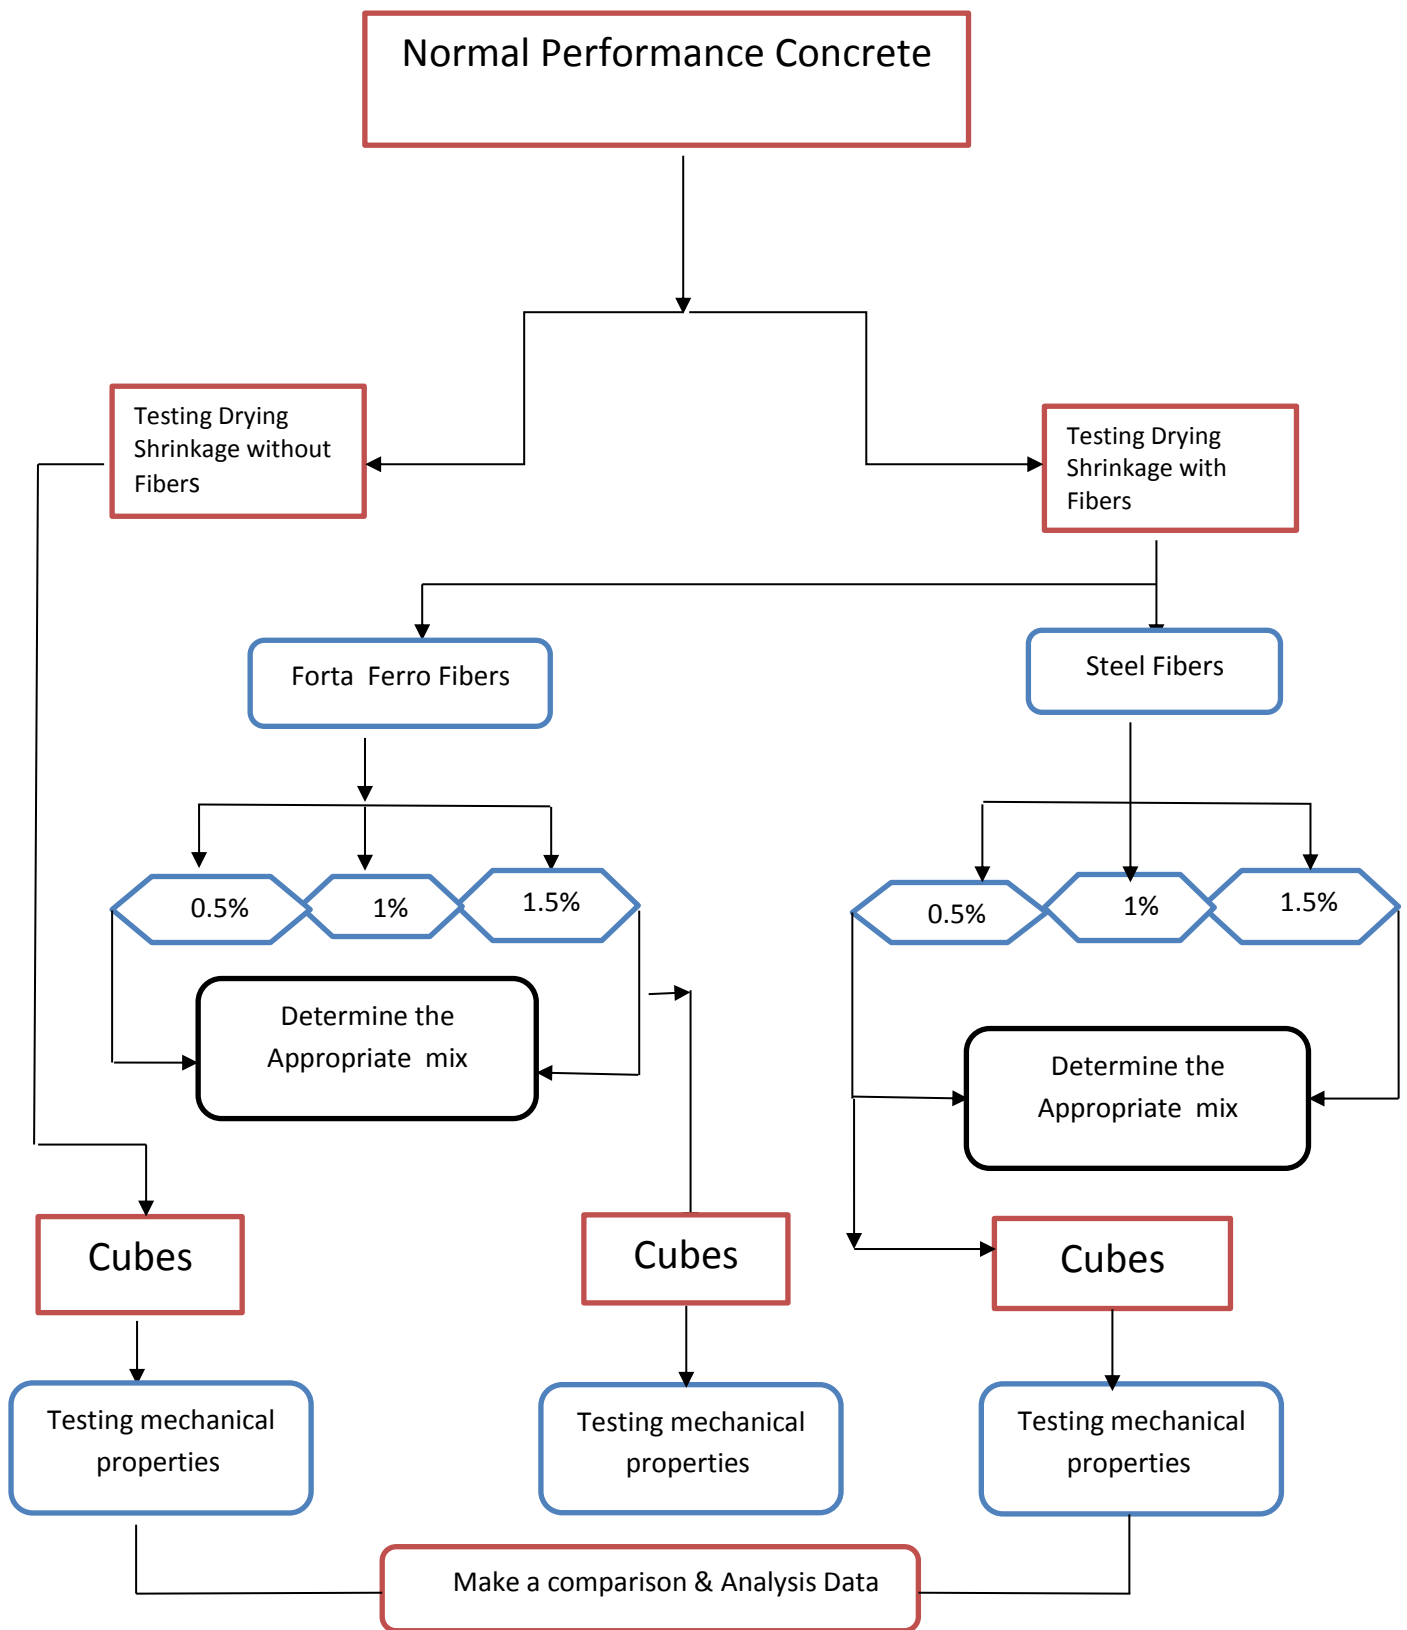 Normal Performance Concrete
Testing Drying
Shrinkage without
Fibers
Testing Drying
Shrinkage with
Fibers
Forta  Ferro Fibers
Steel Fibers
0.5%
1%
1.5%
0.5%
1%
1.5%
Determine the
Appropriate  mix
Determine the
Appropriate  mix
Cubes
Cubes
Cubes
Testing mechanical
properties
Testing mechanical
properties
Testing mechanical
properties
Make a comparison & Analysis Data